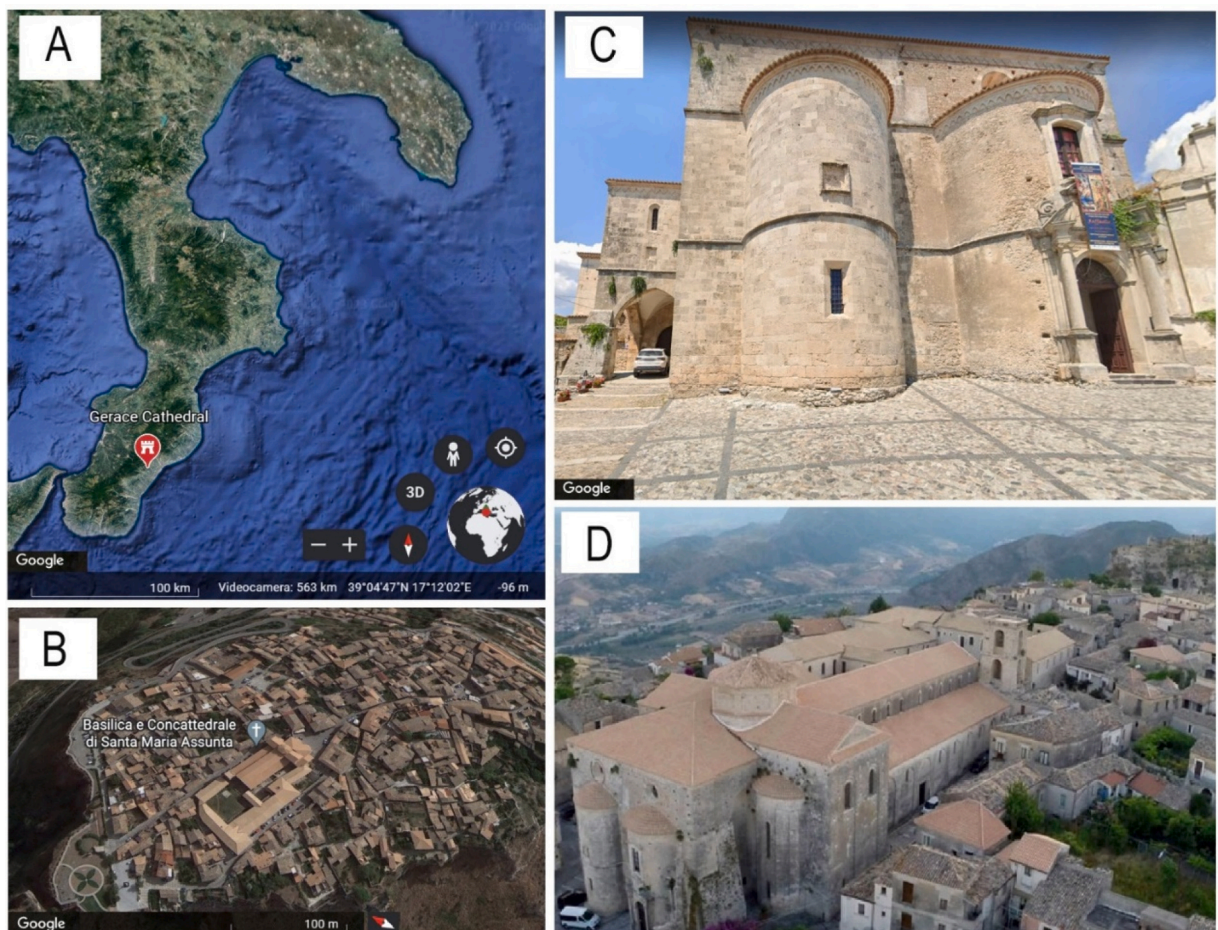 A
Gerace Cathedral
3D
Google
100 km
Videocamera: 563 km 39°04'47"N 17°12'02"E
-96 m
B
Basilica e Concattedrale
di Santa Maria Assunta
Google
100 m
C
Google
D